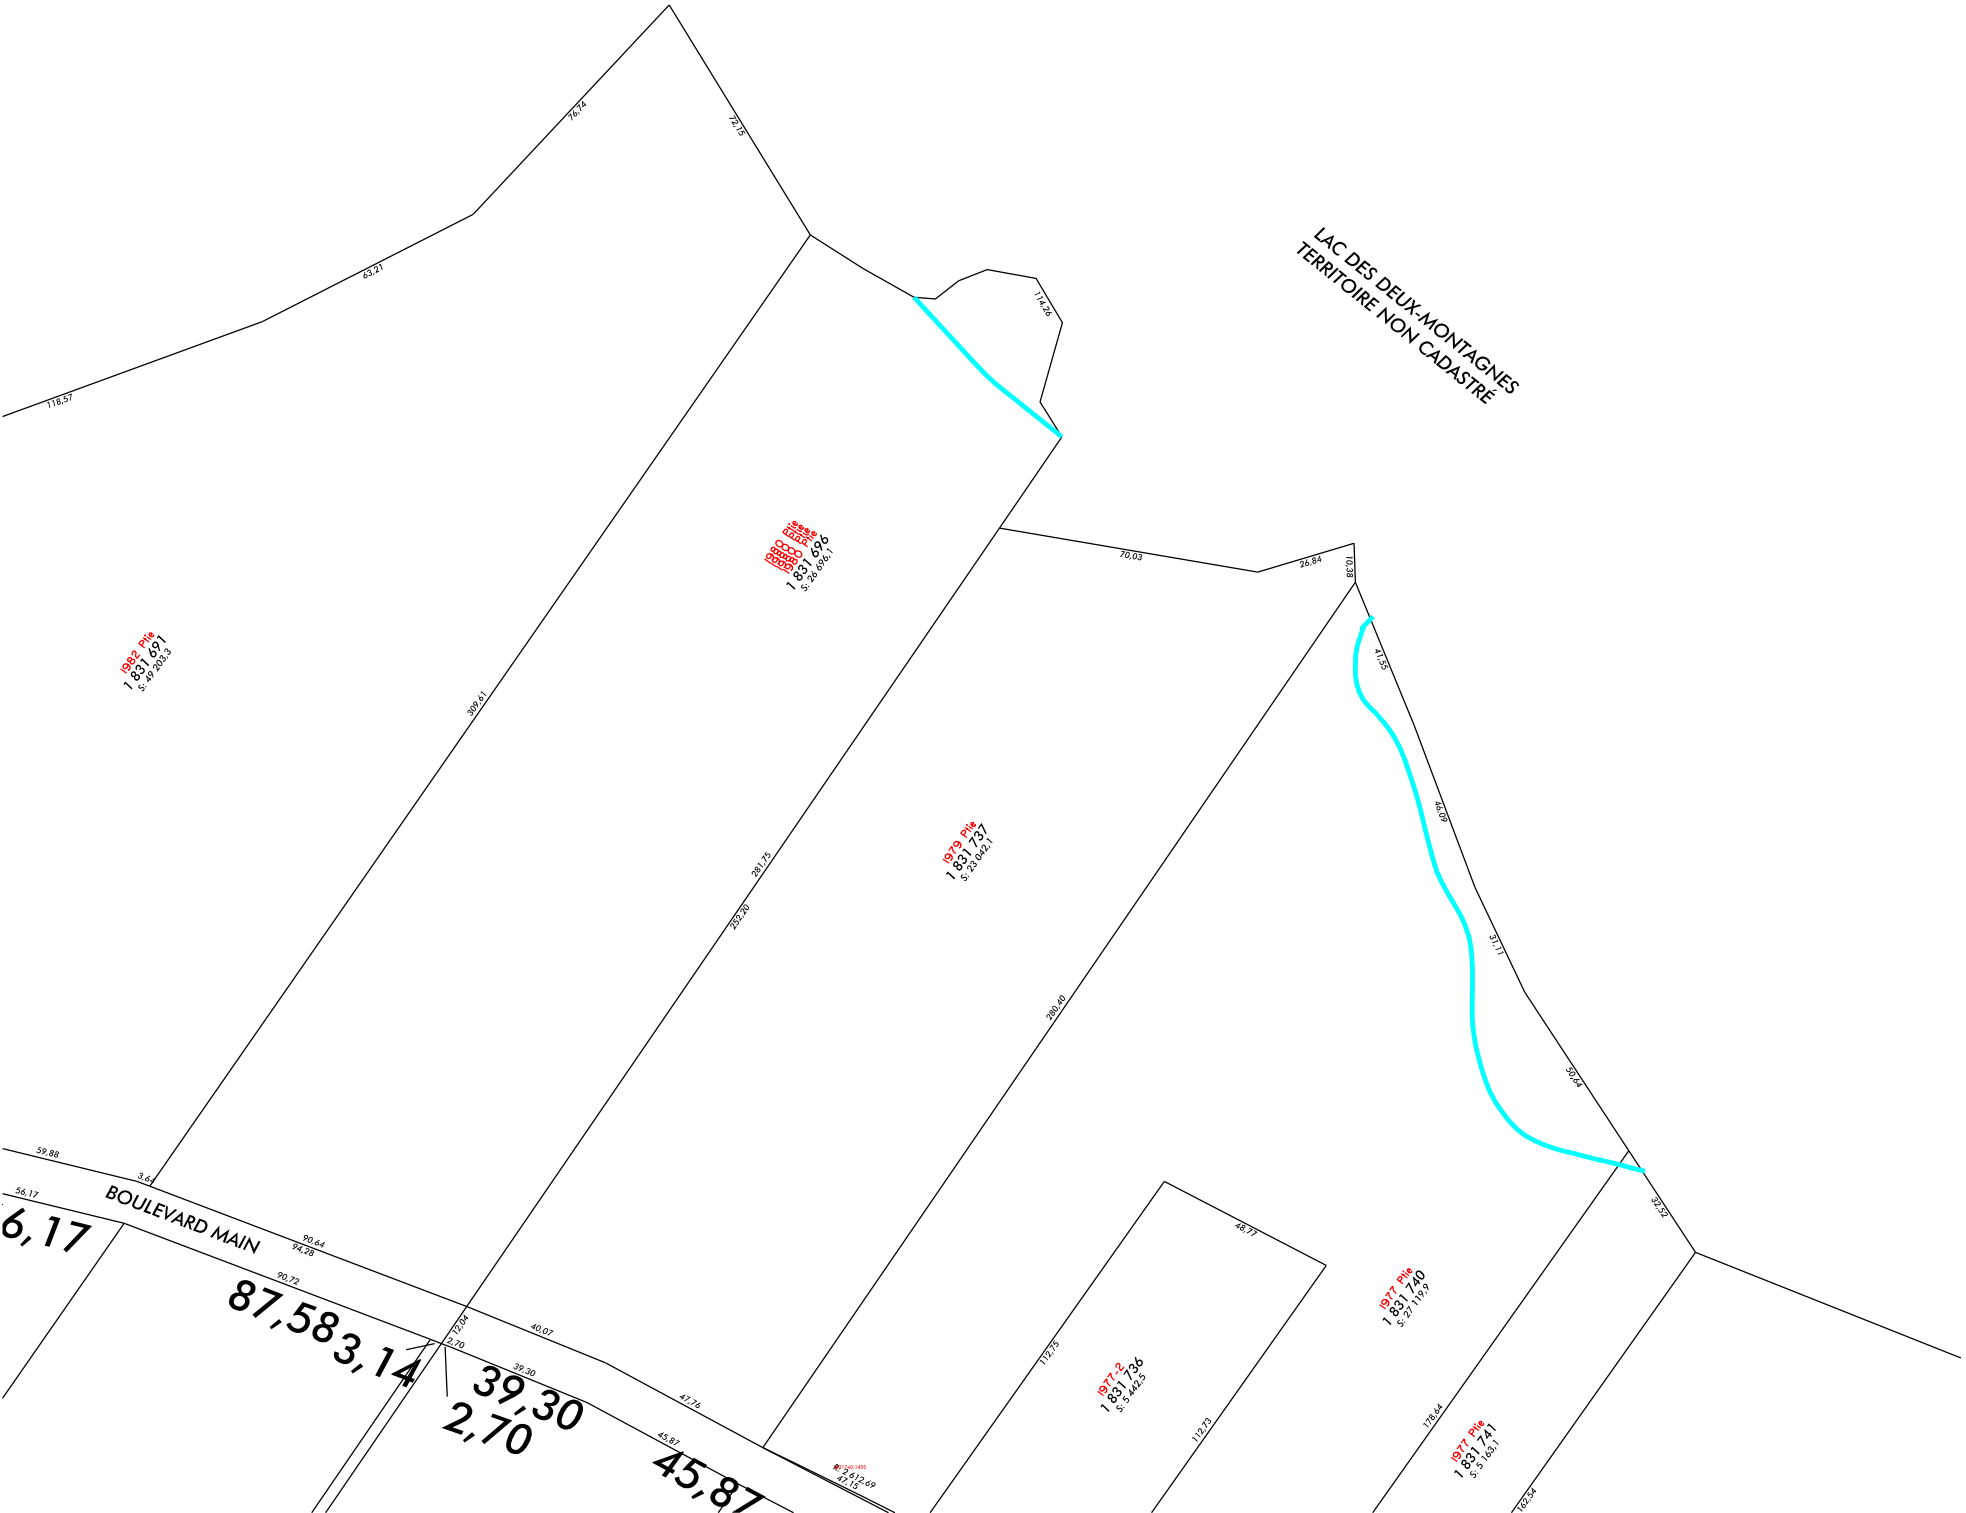 76,74
72,15
LAC DES DEUX-MONTAGNES
TERRITOIRE NON CADASTRÉ
63,21
114,26
118,57
1980 Ptie
1 831 696
S: 26 696,1
70,03
26,84
10,38
1982 Ptie
1 831 691
S: 49 203,3
41,55
309,61
46,09
1979 Ptie
1 831 737
S: 23 042,1
281,75
252,20
31,11
280,40
50,64
59,88
3,64
56,17
6,17
BOULEVARD MAIN
90,64
94,28
90,72
87,58
3,14
12,04
2,70
40,07
39,30
39,30
2,70
47,76
45,87
45,87
R: 2 612,69
47,15
48,77
112,75
1977-2
1 831 736
S: 5 442,5
112,73
1977 Ptie
1 831 740
S: 27 119,9
32,52
178,64
1977 Ptie
1 831 741
S: 5 163,1
162,54